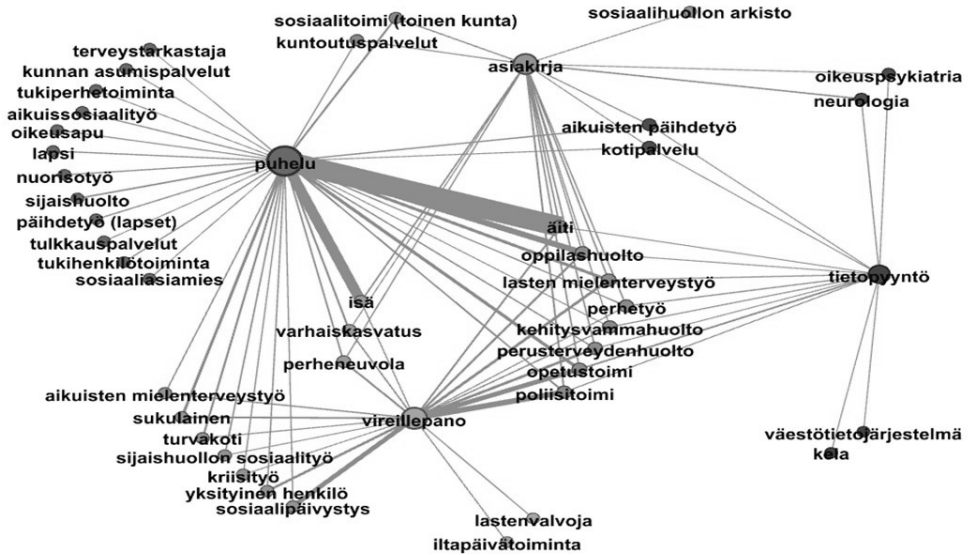 sosiaalitoimi (toinen kunta)
sosiaalihuollon arkisto
kuntoutuspalvelut
terveystarkastaja
asiakirja
kunnan asumispalvelut
oikeuspsykiatria
tukiperhetoiminta
neurologia
aikuissosiaalityö
aikuisten päihdetyö
oikeusapu
kotipalvelu
lapsi
puhelu
nuorisotyö
sijaishuolto
päihdetyö (lapset)
äiti
tulkkauspalvelut
oppilashuolto
tukihenkilötoiminta
lasten mielenterveystyö
tietopyyntö
sosiaaliasiamies
isä
perhetyö
varhaiskasvatus
kehitysvammahuolto
perusterveydenhuolto
perheneuvola
opetustoimi
aikuisten mielenterveystyö
poliisitoimi
sukulainen
vireillepano
turvakoti
väestötietojärjestelmä
sijaishuollon sosiaalityö
kela
kriisityö
yksityinen henkilö
sosiaalipäivystys
lastenvalvoja
iltapäivätoiminta